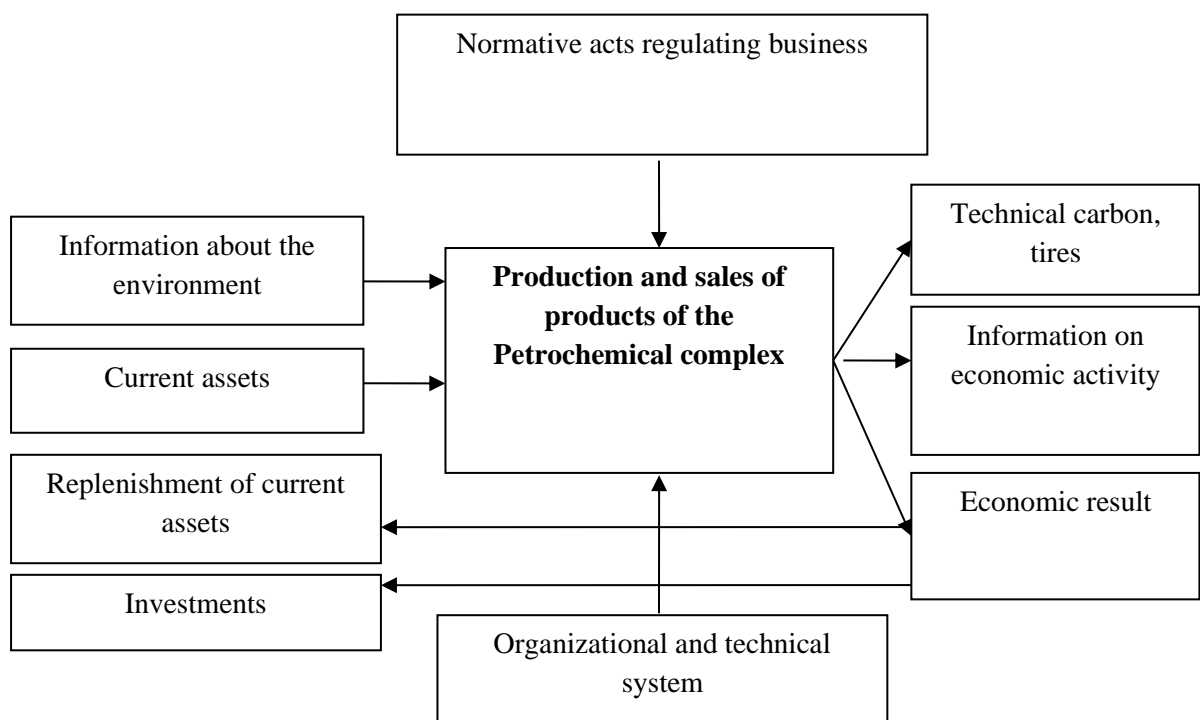 Normative acts regulating business
Information about the
environment
Current assets
Replenishment of current
assets
Investments
Production and sales of
products of the
Petrochemical complex
Organizational and technical
system
Technical carbon,
tires
Information on
economic activity
Economic result